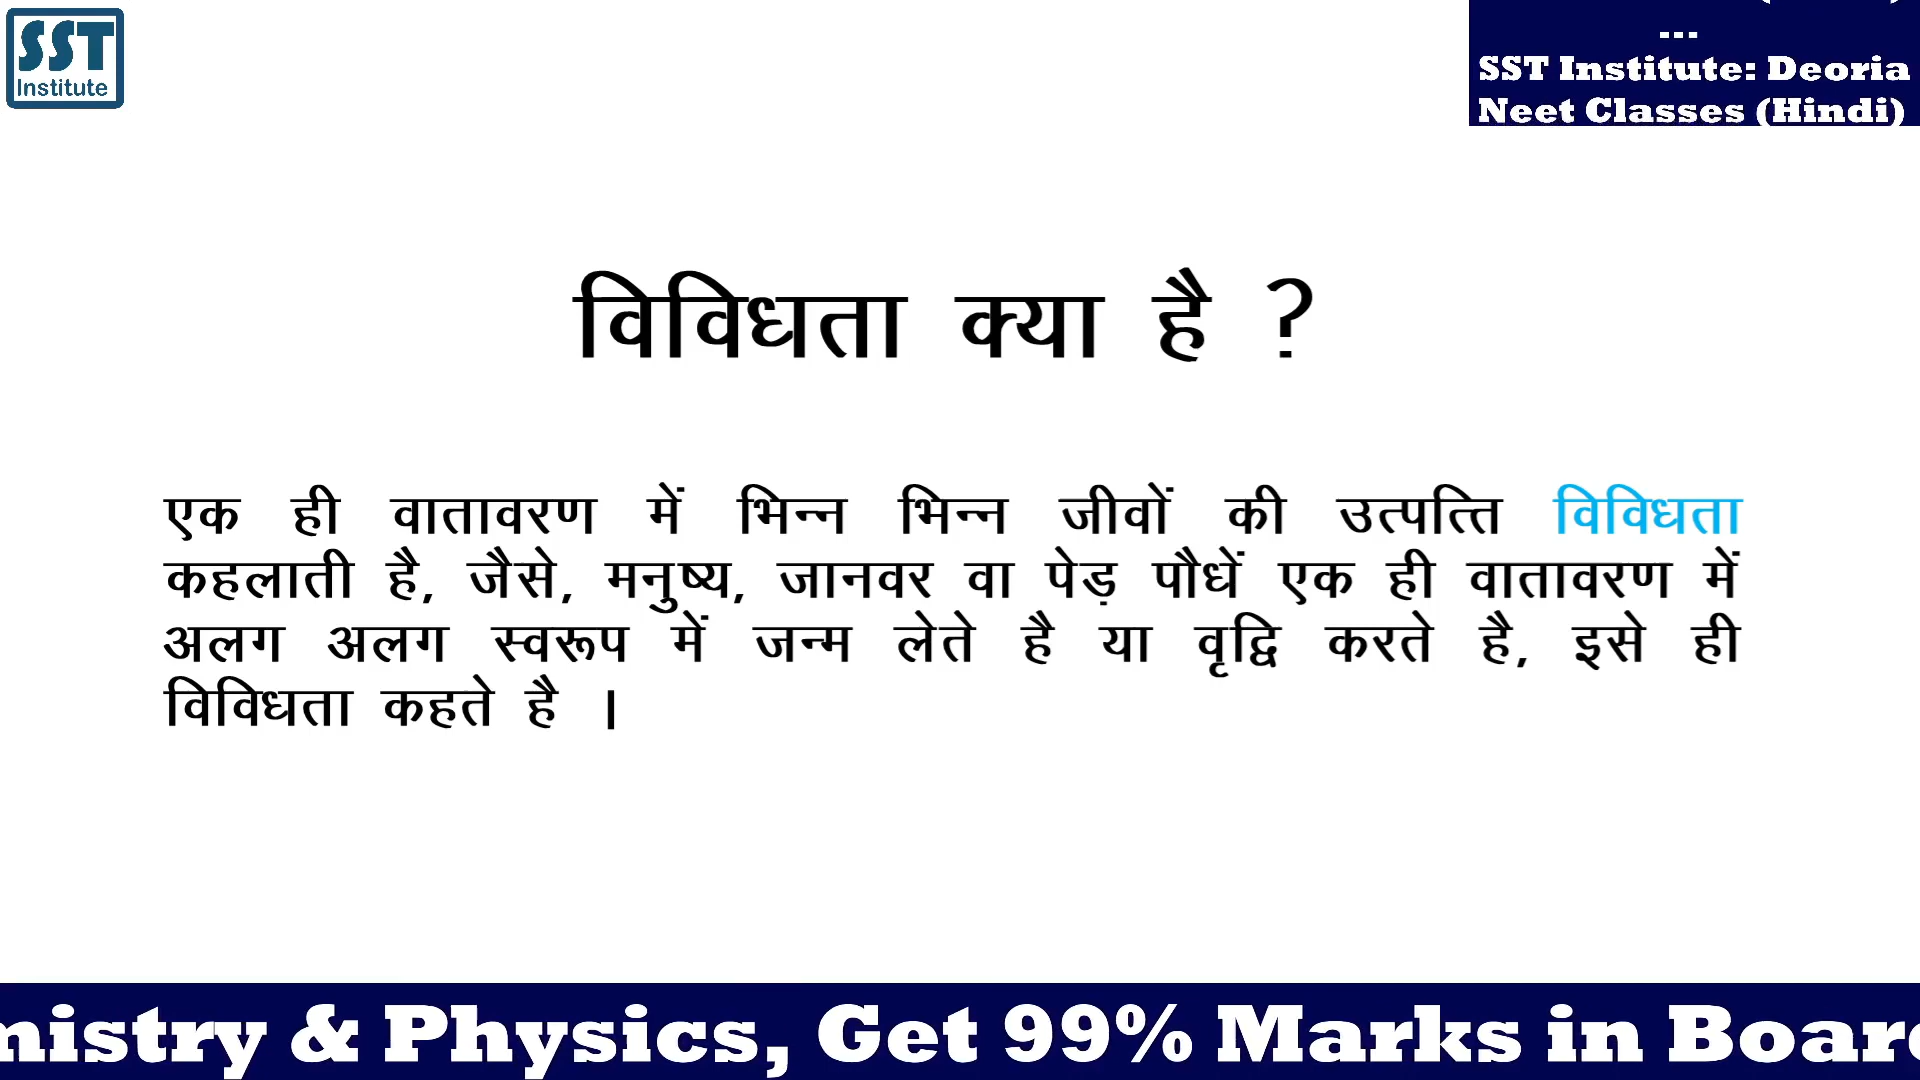 SST
Institute
...
SST Institute: Deoria
Neet Classes (Hindi)
विविधता क्या है ?
एक ही वातावरण में भिन्न भिन्न जीवों की उत्पत्ति विविधता
कहलाती है, जैसे, मनुष्य, जानवर वा पेड़ पौधें एक ही वातावरण में
अलग अलग स्वरूप में जन्म लेते है या वृद्वि करते है, इसे ही
विविधता कहते है ।
mistry & Physics, Get 99% Marks in Boar